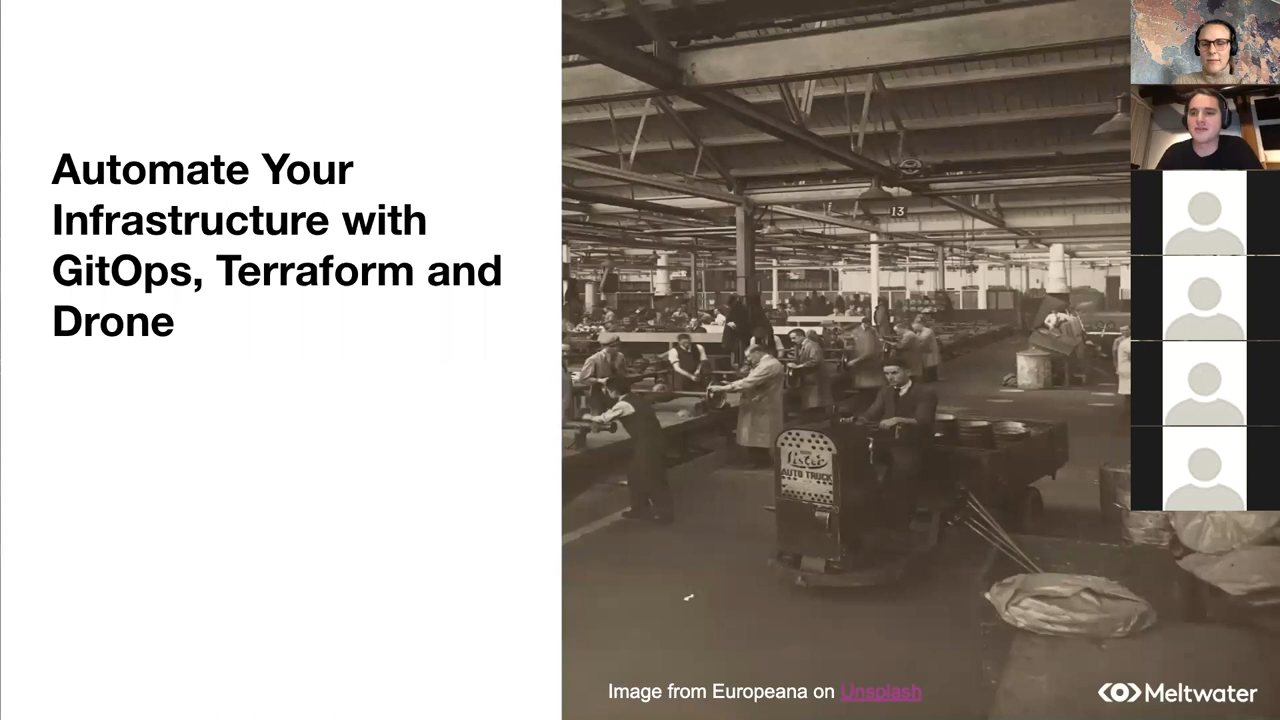 Automate Your
Infrastructure with
GitOps, Terraform and
Drone
13
Lister
AUTO TRUCK
Image from Europeana on Unsplash
Meltwater